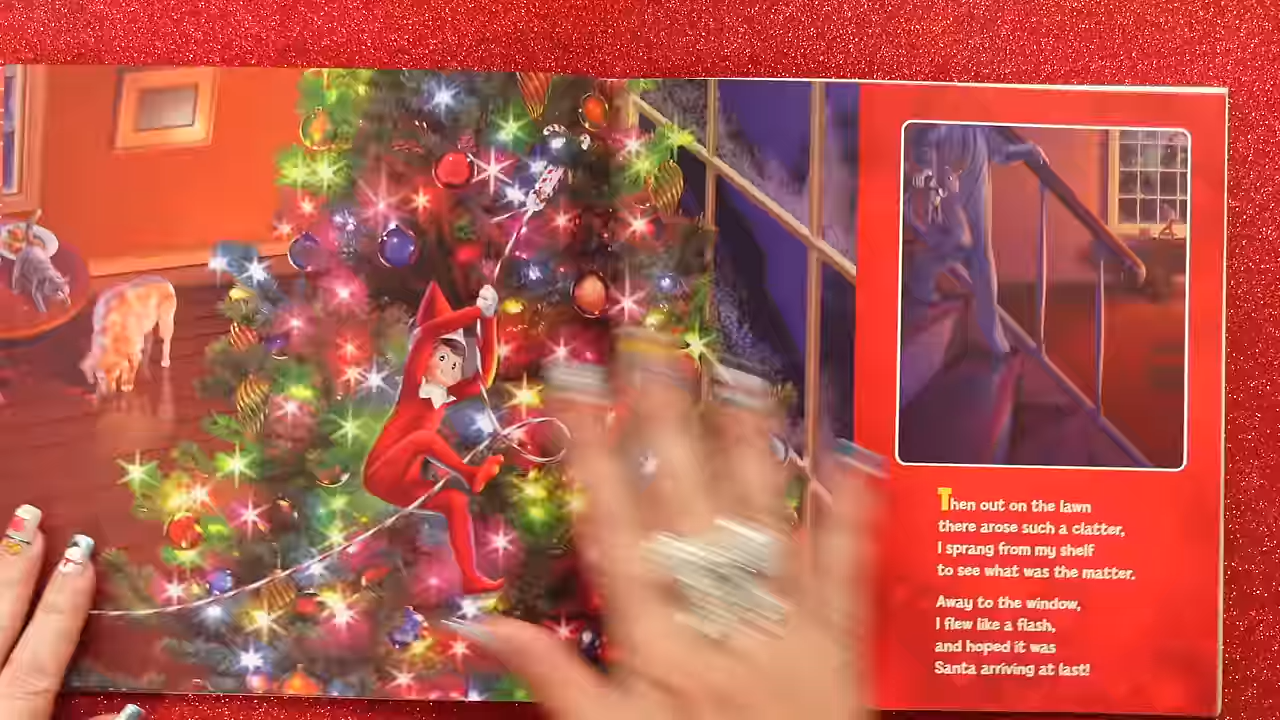 Then out on the lawn
there arose such a clatter,
I sprang from my shelf
to see what was the matter.
Away to the window,
I flew like a flash,
and hoped it was
Santa arriving at last!